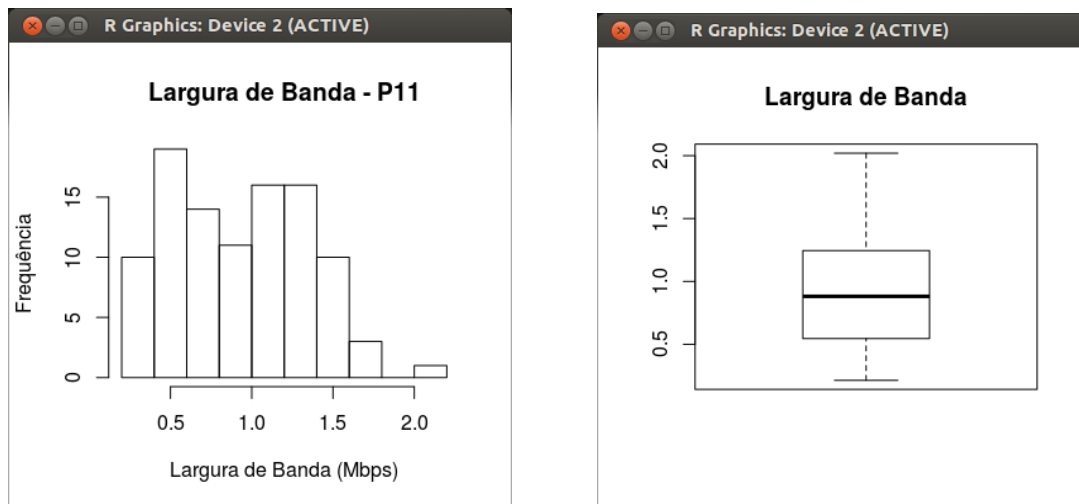 R Graphics: Device 2 (ACTIVE)
Largura de Banda - P11
Frequência
15
10
5
0
0.5 1.0 1.5 2.0
Largura de Banda (Mbps)
R Graphics: Device 2 (ACTIVE)
Largura de Banda
2.0
1.5
1.0
0.5